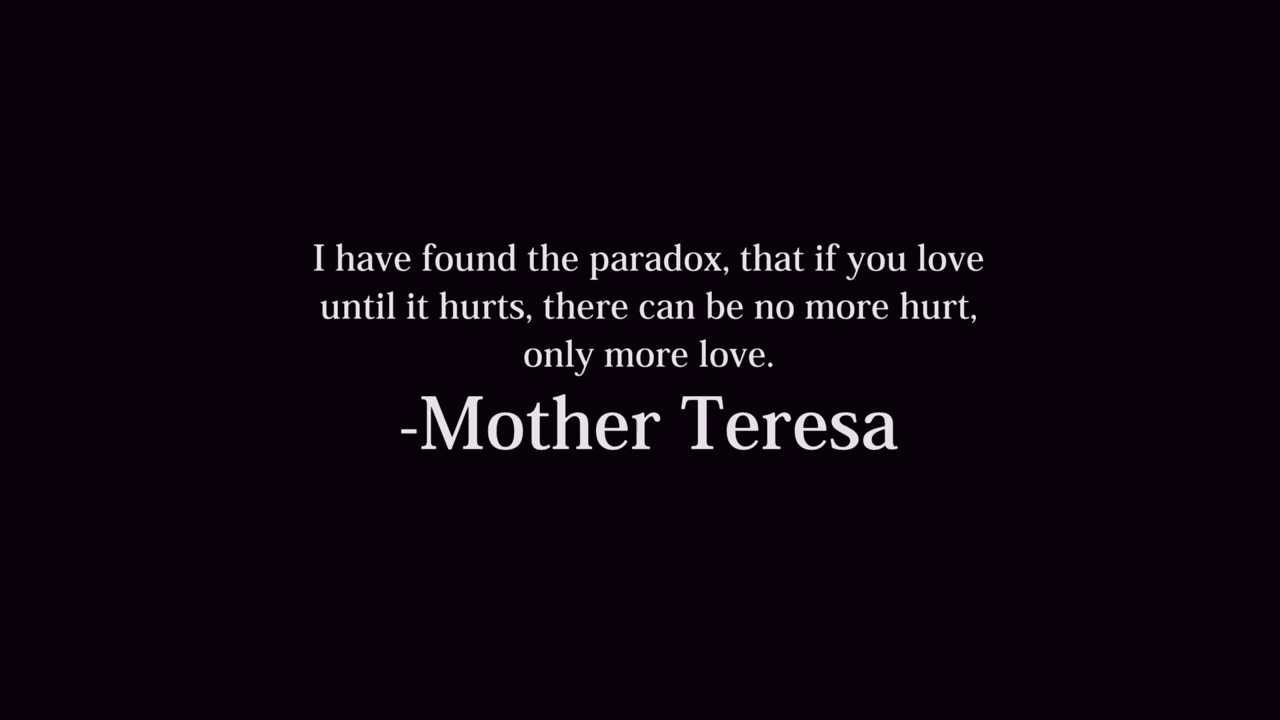 I have found the paradox, that if you love
until it hurts, there can be no more hurt,
only more love.
-Mother Teresa